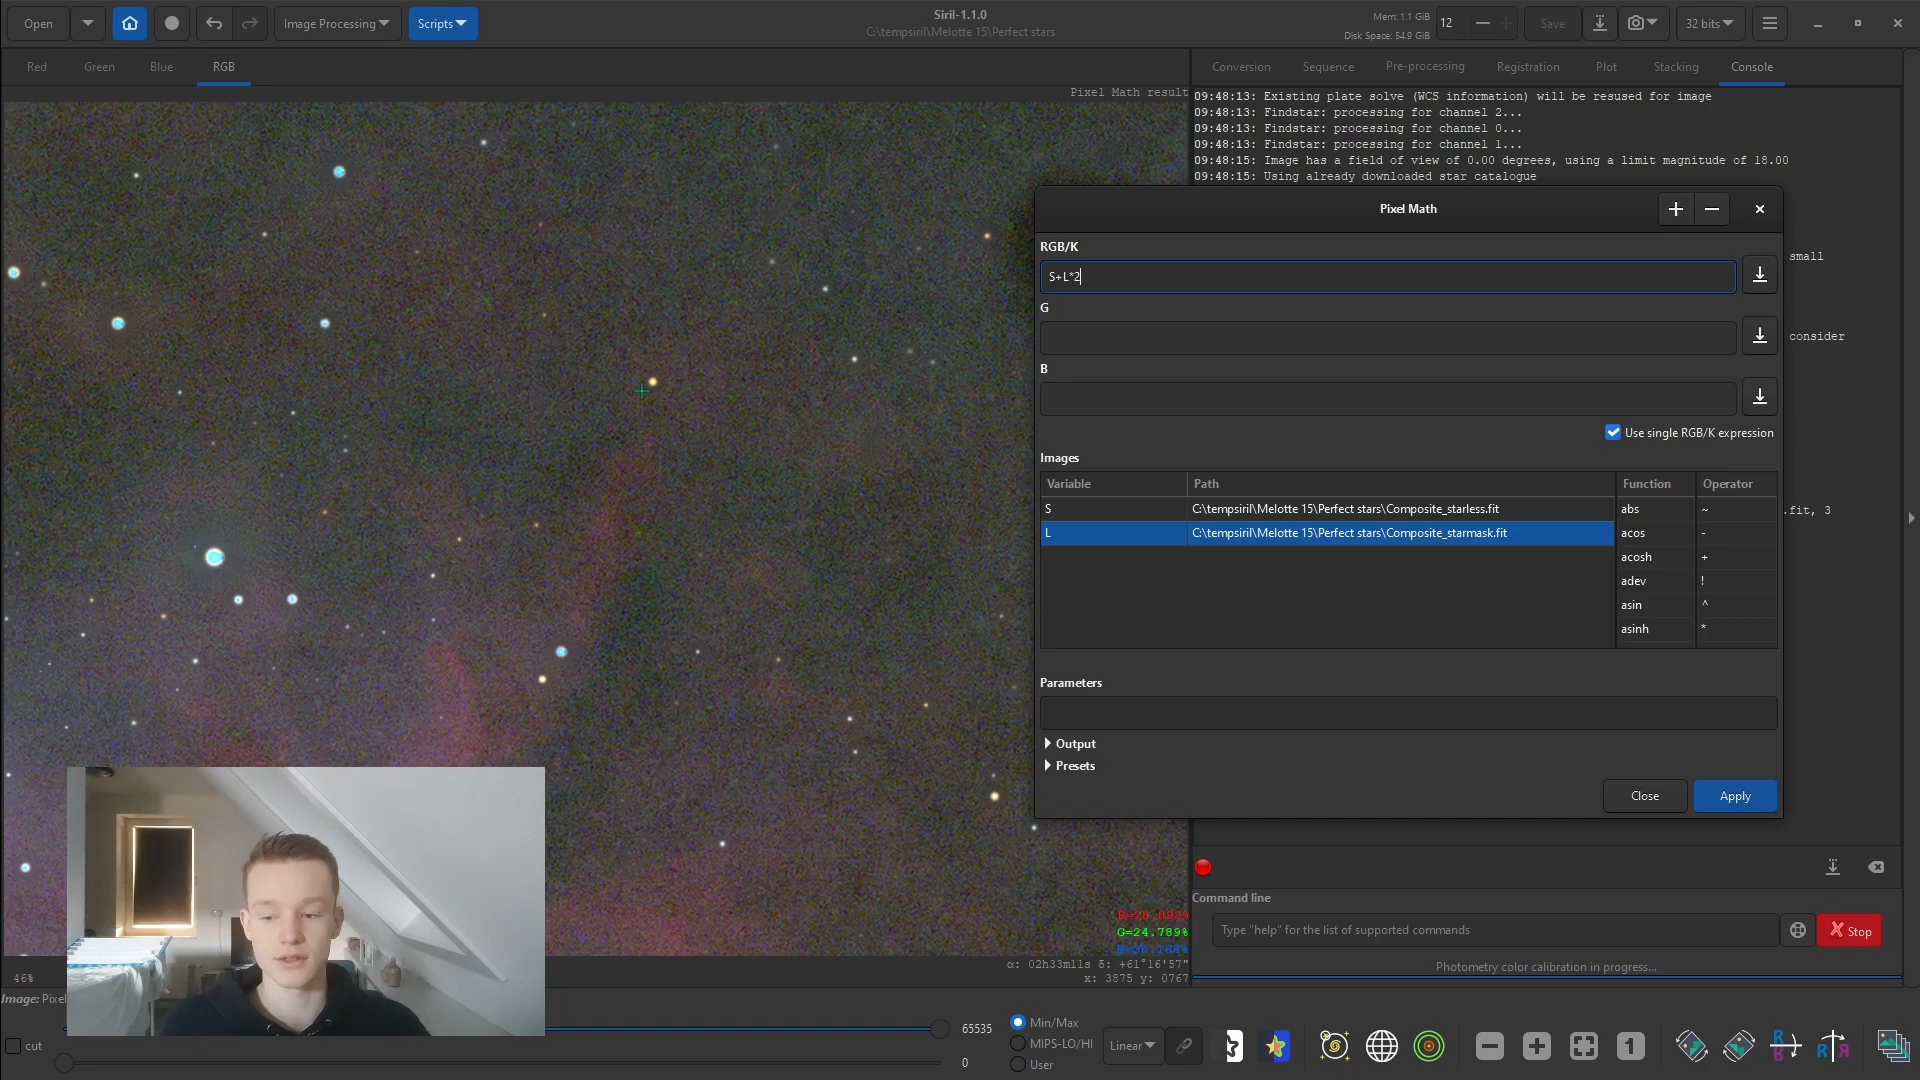 Open
Image Processing
Scripts
Siril-1.1.0
C:\tempsiril\Melotte 15\Perfect stars
Mem: 1.1 GiB
Disk Space: 54.9 GiB
12
Save
32 bits
Red
Green
Blue
RGB
Conversion
Sequence
Pre-processing
Registration
Plot
Stacking
Console
Pixel Math result
09:48:13: Existing plate solve (WCS information) will be resused for image
09:48:13: Findstar: processing for channel 2...
09:48:13: Findstar: processing for channel 0...
09:48:13: Findstar: processing for channel 1...
09:48:15: Image has a field of view of 0.00 degrees, using a limit magnitude of 18.00
09:48:15: Using already downloaded star catalogue
small
consider
.fit, 3
Pixel Math
RGB/K
S+L*2
G
B
Use single RGB/K expression
Images
Variable
Path
Function
Operator
S
C:\tempsiril\Melotte 15\Perfect stars\Composite_starless.fit
abs
~
L
C:\tempsiril\Melotte 15\Perfect stars\Composite_starmask.fit
acos
-
acosh
+
adev
!
asin
^
asinh
*
Parameters
Output
Presets
Close
Apply
Command line
Type "help" for the list of supported commands
Stop
Photometry color calibration in progress...
G=24.789%
α: 02h33m11s δ: +61°16'57"
x: 3875 y: 0767
46%
Image: Pixel
65535
0
cut
Min/Max
MIPS-LO/HI
User
Linear
1
R
B
R
R